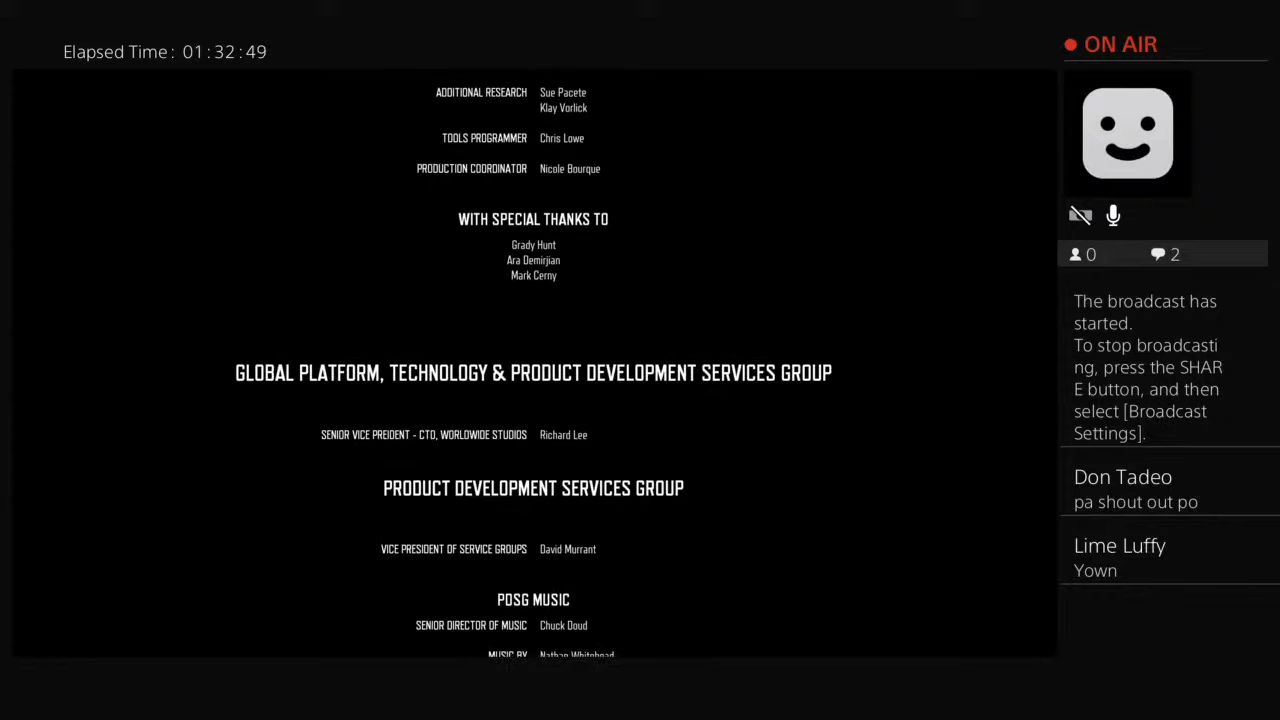 Elapsed Time: 01:32:49
ON AIR
ADDITIONAL RESEARCH Sue Pacete
Klay Vorlick
TOOLS PROGRAMMER Chris Lowe
PRODUCTION COORDINATOR Nicole Bourque
WITH SPECIAL THANKS TO
Grady Hunt
Ara Demirjian
Mark Cerny
GLOBAL PLATFORM, TECHNOLOGY & PRODUCT DEVELOPMENT SERVICES GROUP
SENIOR VICE PREIDENT - CTO, WORLDWIDE STUDIOS Richard Lee
PRODUCT DEVELOPMENT SERVICES GROUP
VICE PRESIDENT OF SERVICE GROUPS David Murrant
PDSG MUSIC
SENIOR DIRECTOR OF MUSIC Chuck Doud
MUSIC BY Nathan Whitehead
0 2
The broadcast has
started.
To stop broadcasti
ng, press the SHAR
E button, and then
select [Broadcast
Settings].
Don Tadeo
pa shout out po
Lime Luffy
Yown